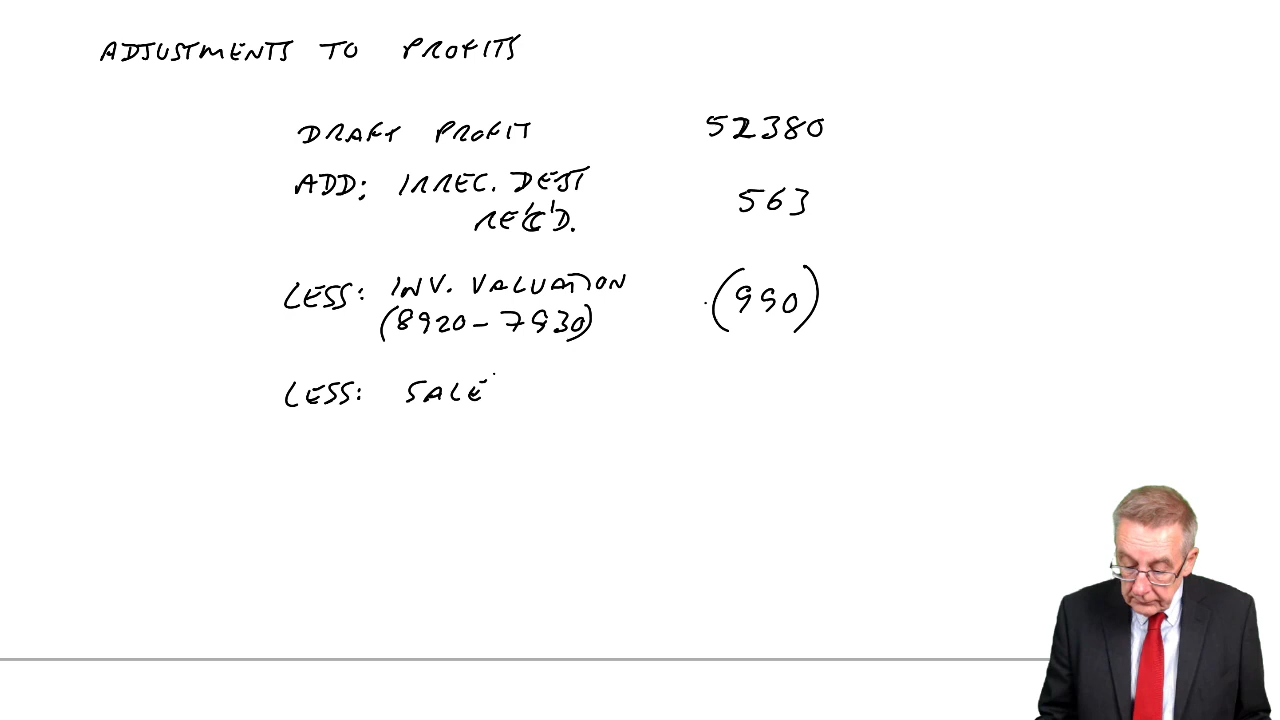 ADJUSTMENTS TO PROFITS
DRAFT PROFIT 52380
ADD: IRREC. DEBT
REC'D. 563
LESS: INV. VALUATION
(8920 - 7930) (990)
LESS: SALE